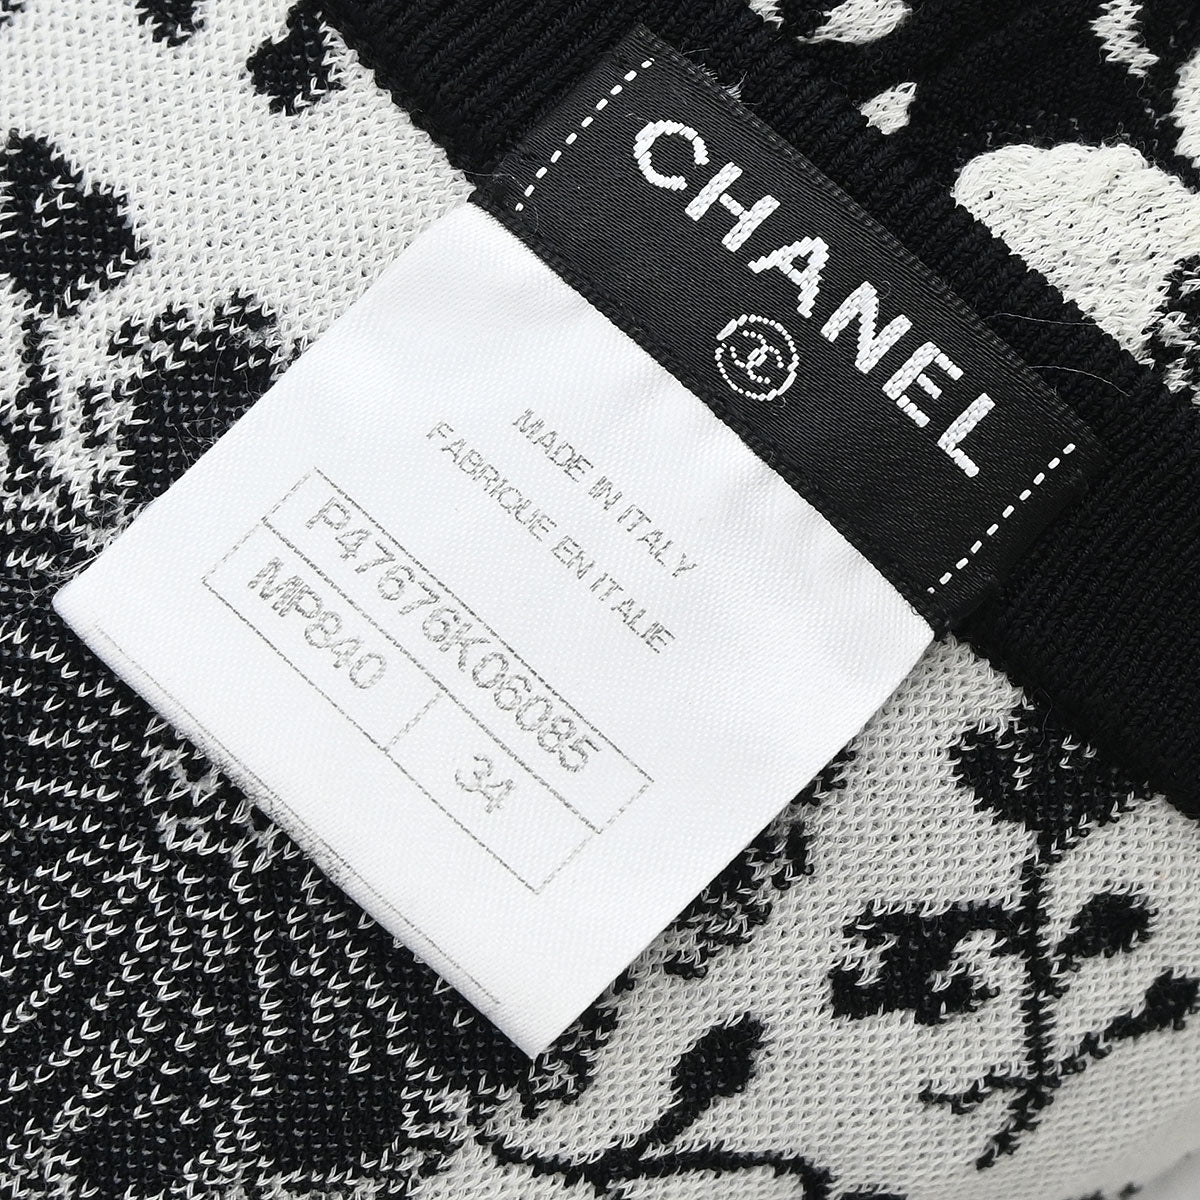 CHANEL
MADE IN ITALY
FABRIQUE EN ITALIE
P47676K06085
MP840 34